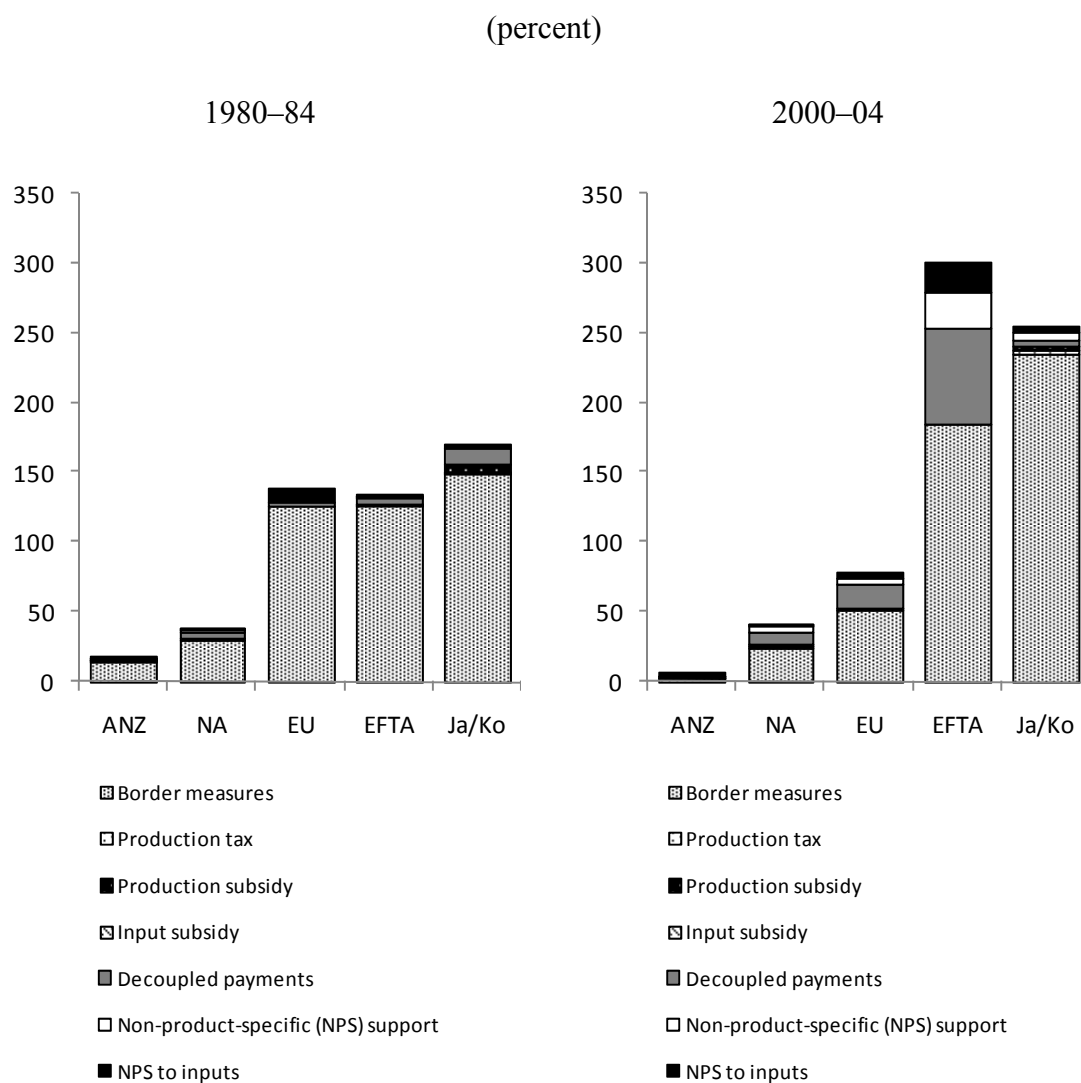 (percent)
1980–84
350
300
250
200
150
100
50
0
ANZ NA EU EFTA Ja/Ko
Border measures
Production tax
Production subsidy
Input subsidy
Decoupled payments
Non-product-specific (NPS) support
NPS to inputs
2000–04
350
300
250
200
150
100
50
0
ANZ NA EU EFTA Ja/Ko
Border measures
Production tax
Production subsidy
Input subsidy
Decoupled payments
Non-product-specific (NPS) support
NPS to inputs